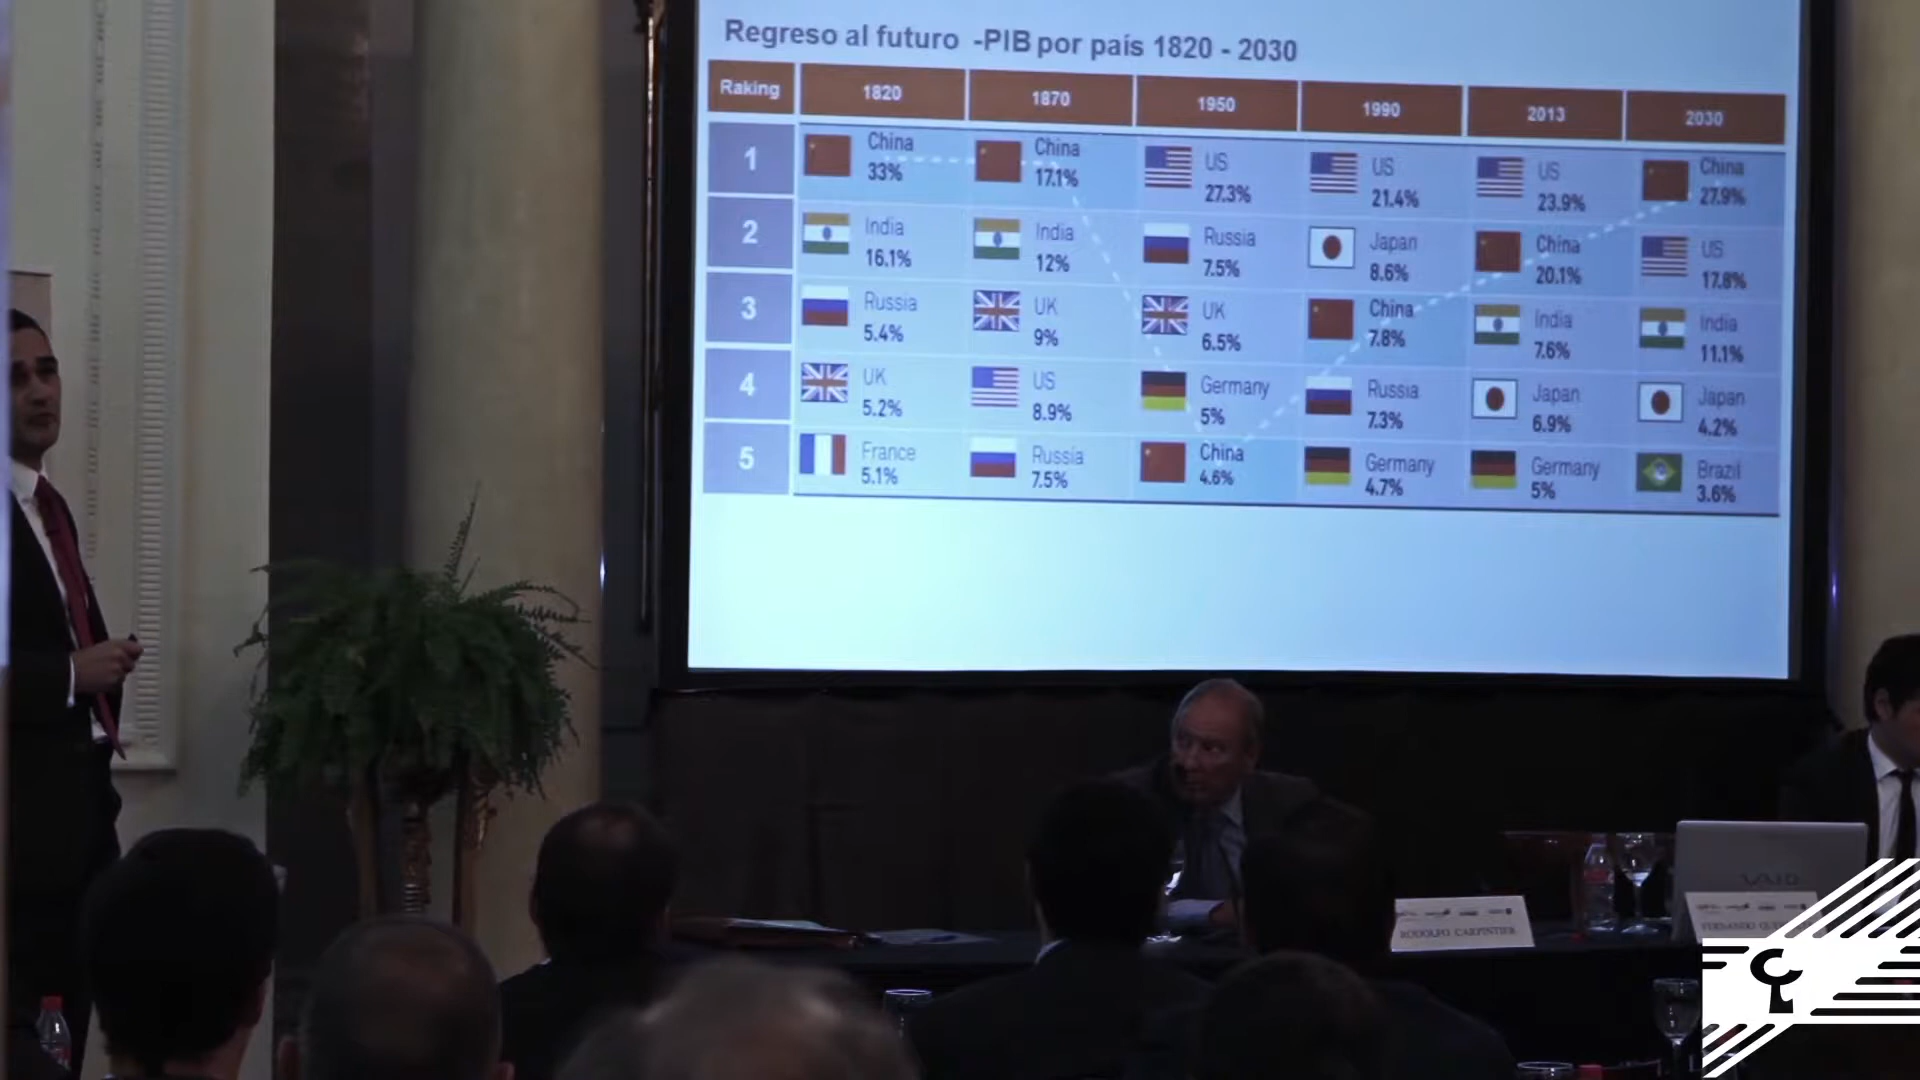 Regreso al futuro -PIB por país 1820 - 2030
Raking 1820 1870 1950 1990 2013 2030
1 China 33% China 17.1% US 27.3% US 21.4% US 23.9% China 27.9%
2 India 16.1% India 12% Russia 7.5% Japan 8.6% China 20.1% US 17.8%
3 Russia 5.4% UK 9% UK 6.5% China 7.8% India 7.6% India 11.1%
4 UK 5.2% US 8.9% Germany 5% Russia 7.3% Japan 6.9% Japan 4.2%
5 France 5.1% Russia 7.5% China 4.6% Germany 4.7% Germany 5% Brazil 3.6%
VAIO
RODOLFO CARPINTIER
FERNANDO